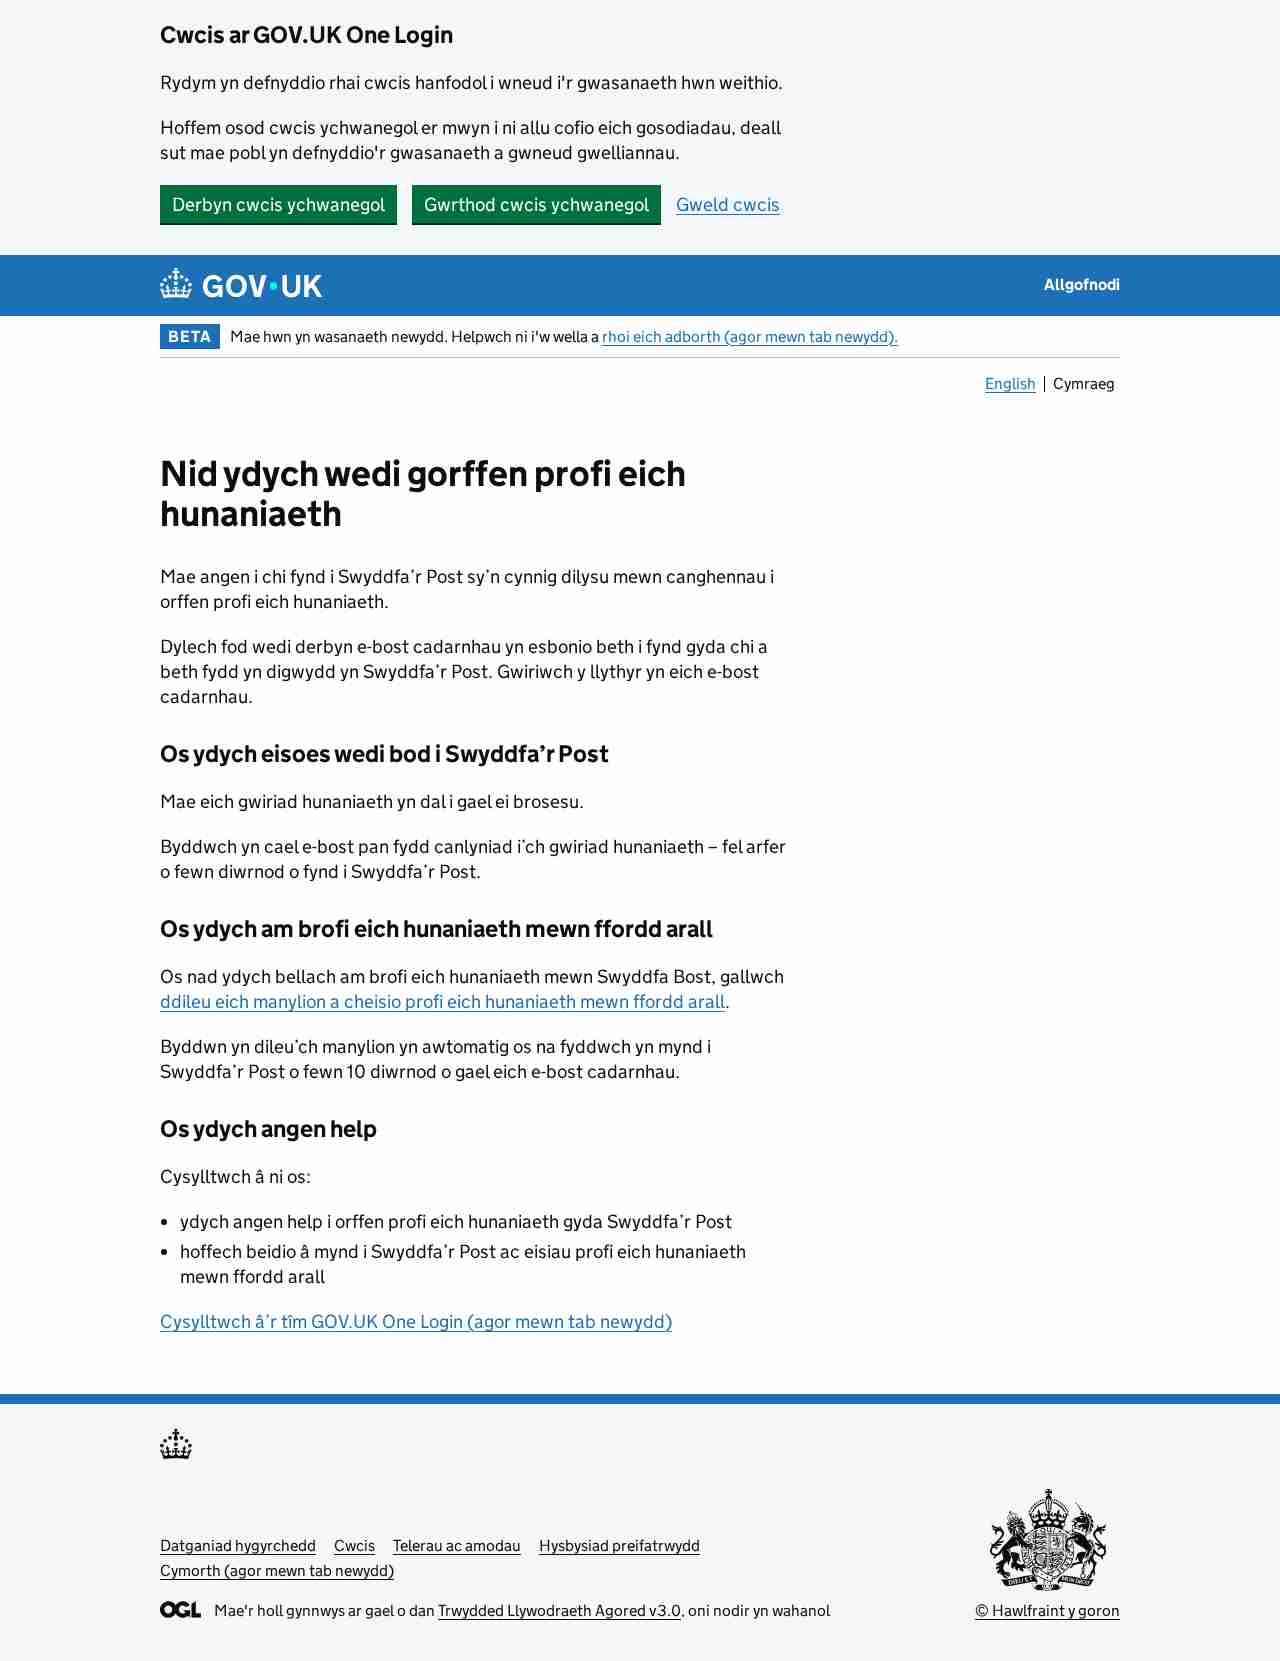 Cwcis ar GOV.UK One Login
Rydym yn defnyddio rhai cwcis hanfodol i wneud i'r gwasanaeth hwn weithio.
Hoffem osod cwcis ychwanegol er mwyn i ni allu cofio eich gosodiadau, deall
sut mae pobl yn defnyddio'r gwasanaeth a gwneud gwelliannau.
Derbyn cwcis ychwanegol Gwrthod cwcis ychwanegol Gweld cwcis
GOV·UK Allgofnodi
BETA Mae hwn yn wasanaeth newydd. Helpwch ni i'w wella a rhoi eich adborth (agor mewn tab newydd).
English Cymraeg
Nid ydych wedi gorffen profi eich
hunaniaeth
Mae angen i chi fynd i Swyddfa’r Post sy’n cynnig dilysu mewn canghennau i
orffen profi eich hunaniaeth.
Dylech fod wedi derbyn e-bost cadarnhau yn esbonio beth i fynd gyda chi a
beth fydd yn digwydd yn Swyddfa’r Post. Gwiriwch y llythyr yn eich e-bost
cadarnhau.
Os ydych eisoes wedi bod i Swyddfa’r Post
Mae eich gwiriad hunaniaeth yn dal i gael ei brosesu.
Byddwch yn cael e-bost pan fydd canlyniad i’ch gwiriad hunaniaeth – fel arfer
o fewn diwrnod o fynd i Swyddfa’r Post.
Os ydych am brofi eich hunaniaeth mewn ffordd arall
Os nad ydych bellach am brofi eich hunaniaeth mewn Swyddfa Bost, gallwch
ddileu eich manylion a cheisio profi eich hunaniaeth mewn ffordd arall.
Byddwn yn dileu’ch manylion yn awtomatig os na fyddwch yn mynd i
Swyddfa’r Post o fewn 10 diwrnod o gael eich e-bost cadarnhau.
Os ydych angen help
Cysylltwch â ni os:
• ydych angen help i orffen profi eich hunaniaeth gyda Swyddfa’r Post
• hoffech beidio â mynd i Swyddfa’r Post ac eisiau profi eich hunaniaeth
mewn ffordd arall
Cysylltwch â’r tîm GOV.UK One Login (agor mewn tab newydd)
Datganiad hygyrchedd Cwcis Telerau ac amodau Hysbysiad preifatrwydd
Cymorth (agor mewn tab newydd)
OGL Mae'r holl gynnwys ar gael o dan Trwydded Llywodraeth Agored v3.0, oni nodir yn wahanol
© Hawlfraint y goron